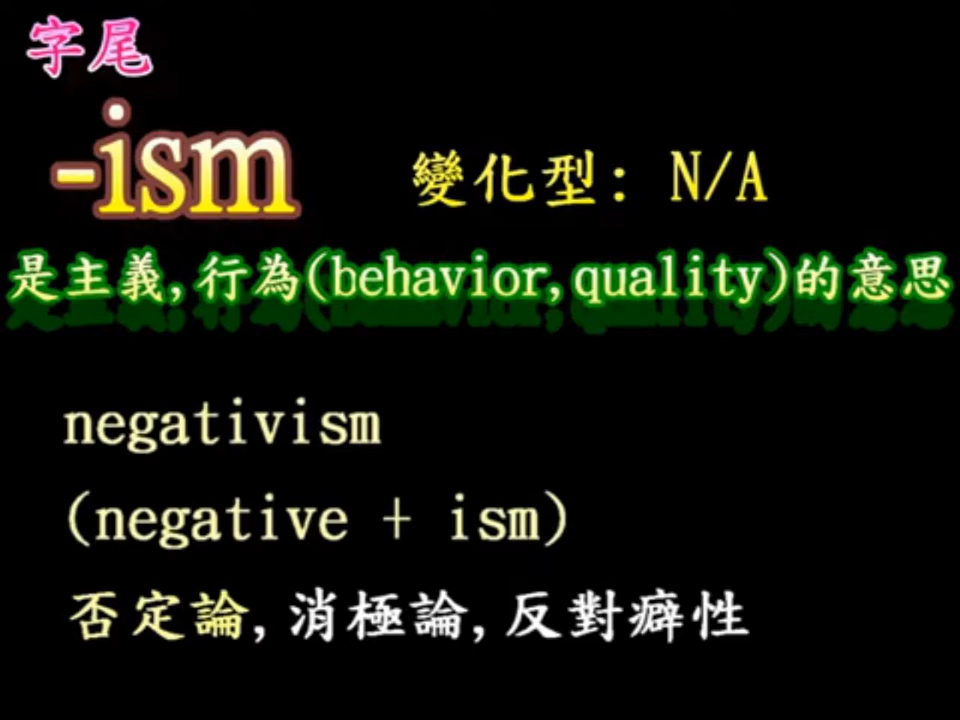 字尾
-ism 變化型: N/A
是主義,行為(behavior,quality)的意思
negativism
(negative + ism)
否定論,消極論,反對癖性